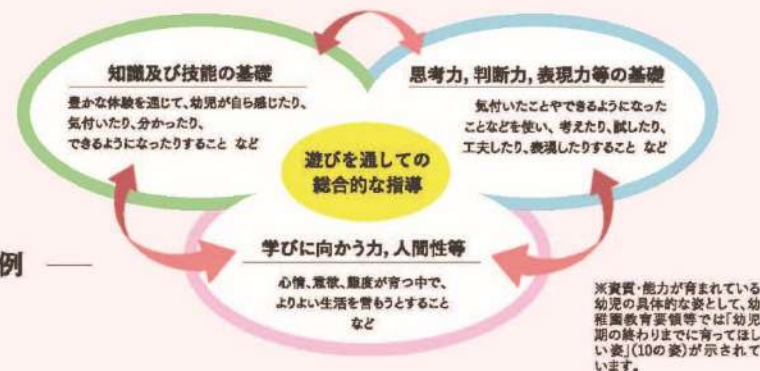 知識及び技能の基礎
豊かな体験を通じて、幼児が自ら感じたり、
気付いたり、分かったり、
できるようになったりすること など
思考力,判断力,表現力等の基礎
気付いたことやできるようになった
ことなどを使い、考えたり、試したり、
工夫したり、表現したりすること など
遊びを通しての
総合的な指導
学びに向かう力,人間性等
心情、意欲、態度が育つ中で、
よりよい生活を営もうとすること
など
例
※資質・能力が育まれている
幼児の具体的な姿として、幼
稚園教育要領等では「幼児
期の終わりまでに育ってほし
い姿」(10の姿)が示されて
います。